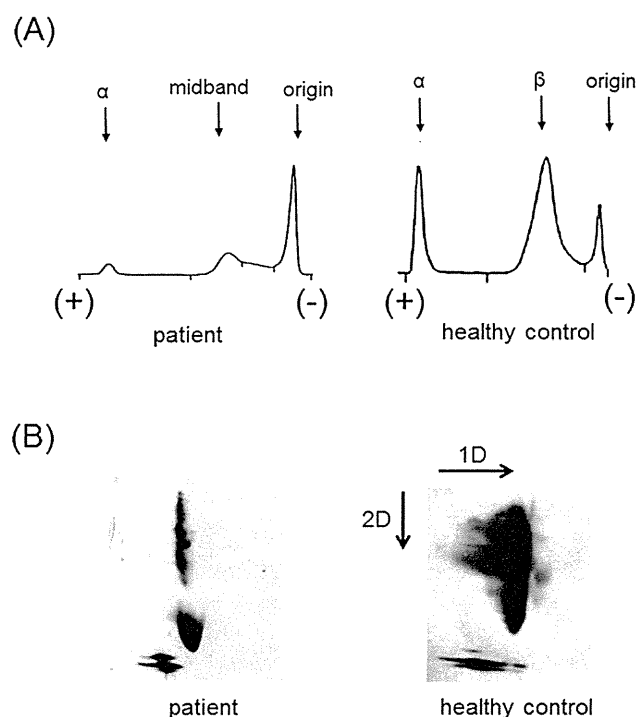 (A)
α midband origin α β origin
(+) (-) (+) (-)
patient healthy control
(B)
1D
2D
patient healthy control